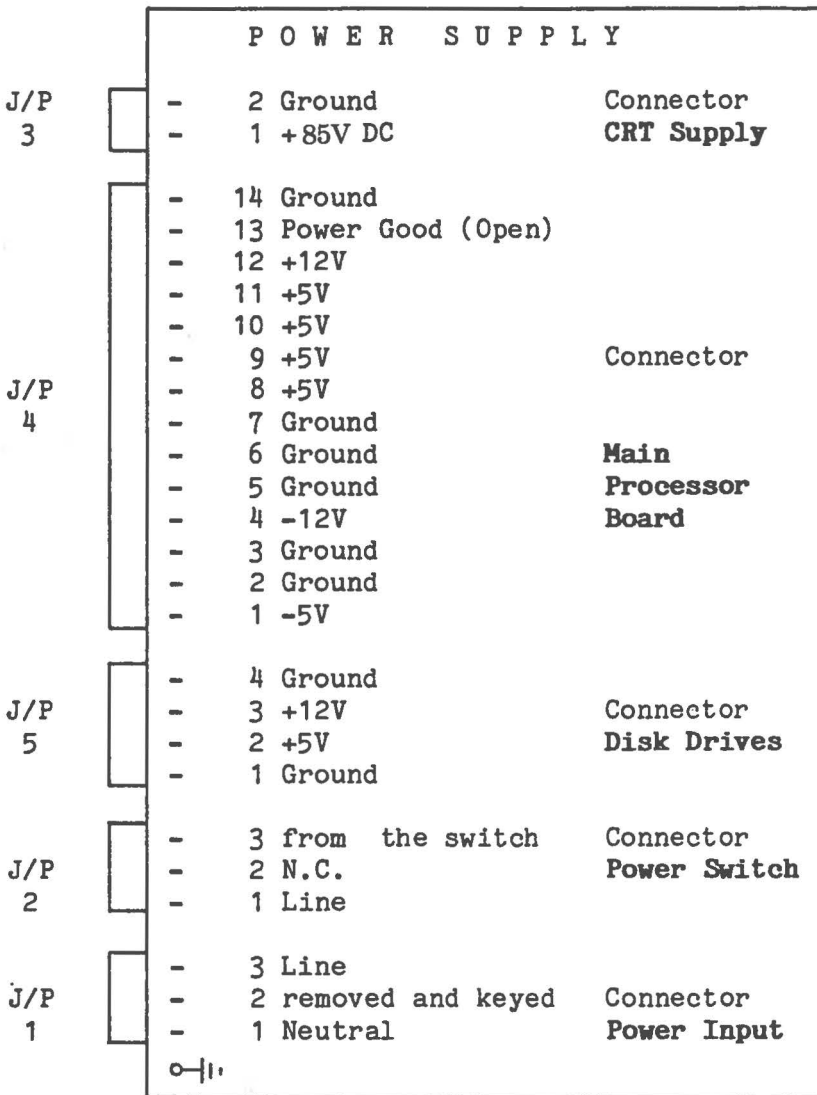 P O W E R S U P P L Y
J/P - 2 Ground Connector
3 - 1 +85V DC CRT Supply
- 14 Ground
- 13 Power Good (Open)
- 12 +12V
- 11 +5V
- 10 +5V
- 9 +5V Connector
J/P - 8 +5V
4 - 7 Ground
- 6 Ground Main
- 5 Ground Processor
- 4 -12V Board
- 3 Ground
- 2 Ground
- 1 -5V
- 4 Ground
J/P - 3 +12V Connector
5 - 2 +5V Disk Drives
- 1 Ground
- 3 from the switch Connector
J/P - 2 N.C. Power Switch
2 - 1 Line
- 3 Line
J/P - 2 removed and keyed Connector
1 - 1 Neutral Power Input